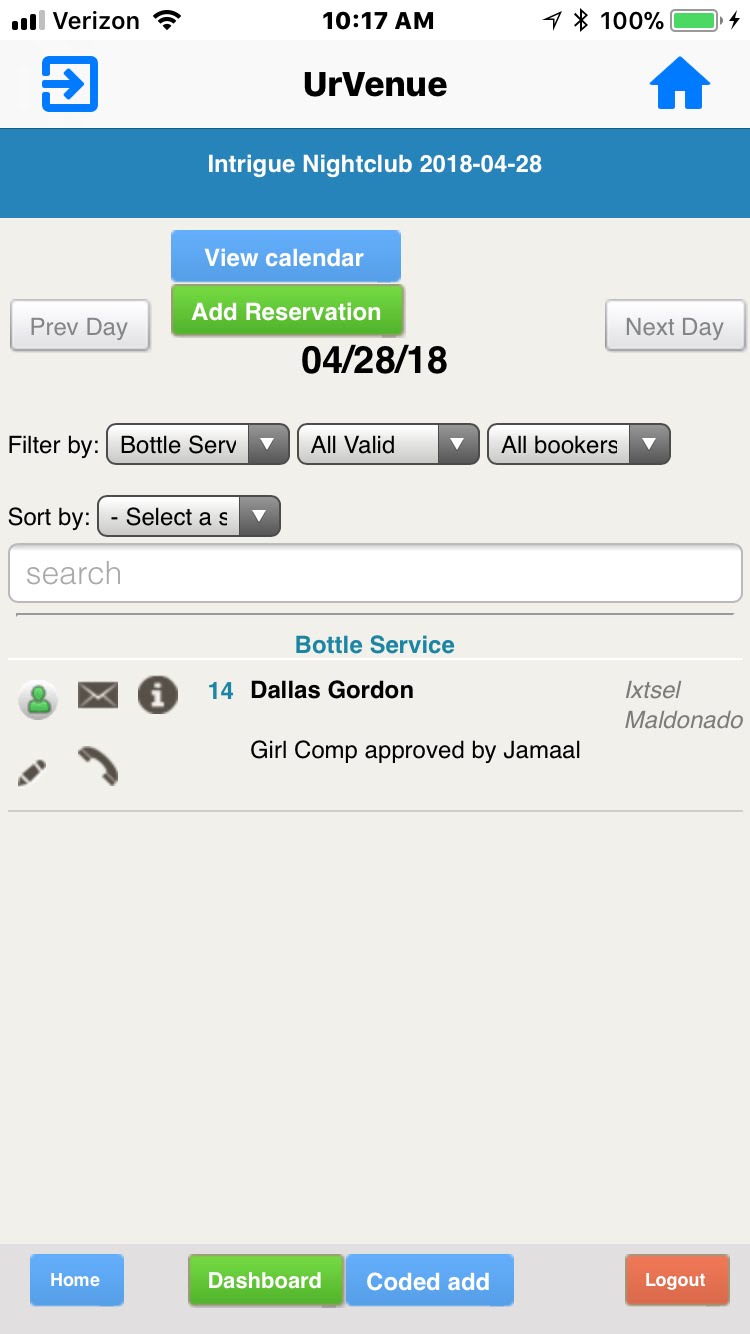 Verizon 10:17 AM 100%
UrVenue
Intrigue Nightclub 2018-04-28
View calendar
Add Reservation
Prev Day
Next Day
04/28/18
Filter by: Bottle Serv All Valid All bookers
Sort by: - Select a s
search
Bottle Service
14 Dallas Gordon Ixtsel
Maldonado
Girl Comp approved by Jamaal
Home Dashboard Coded add Logout